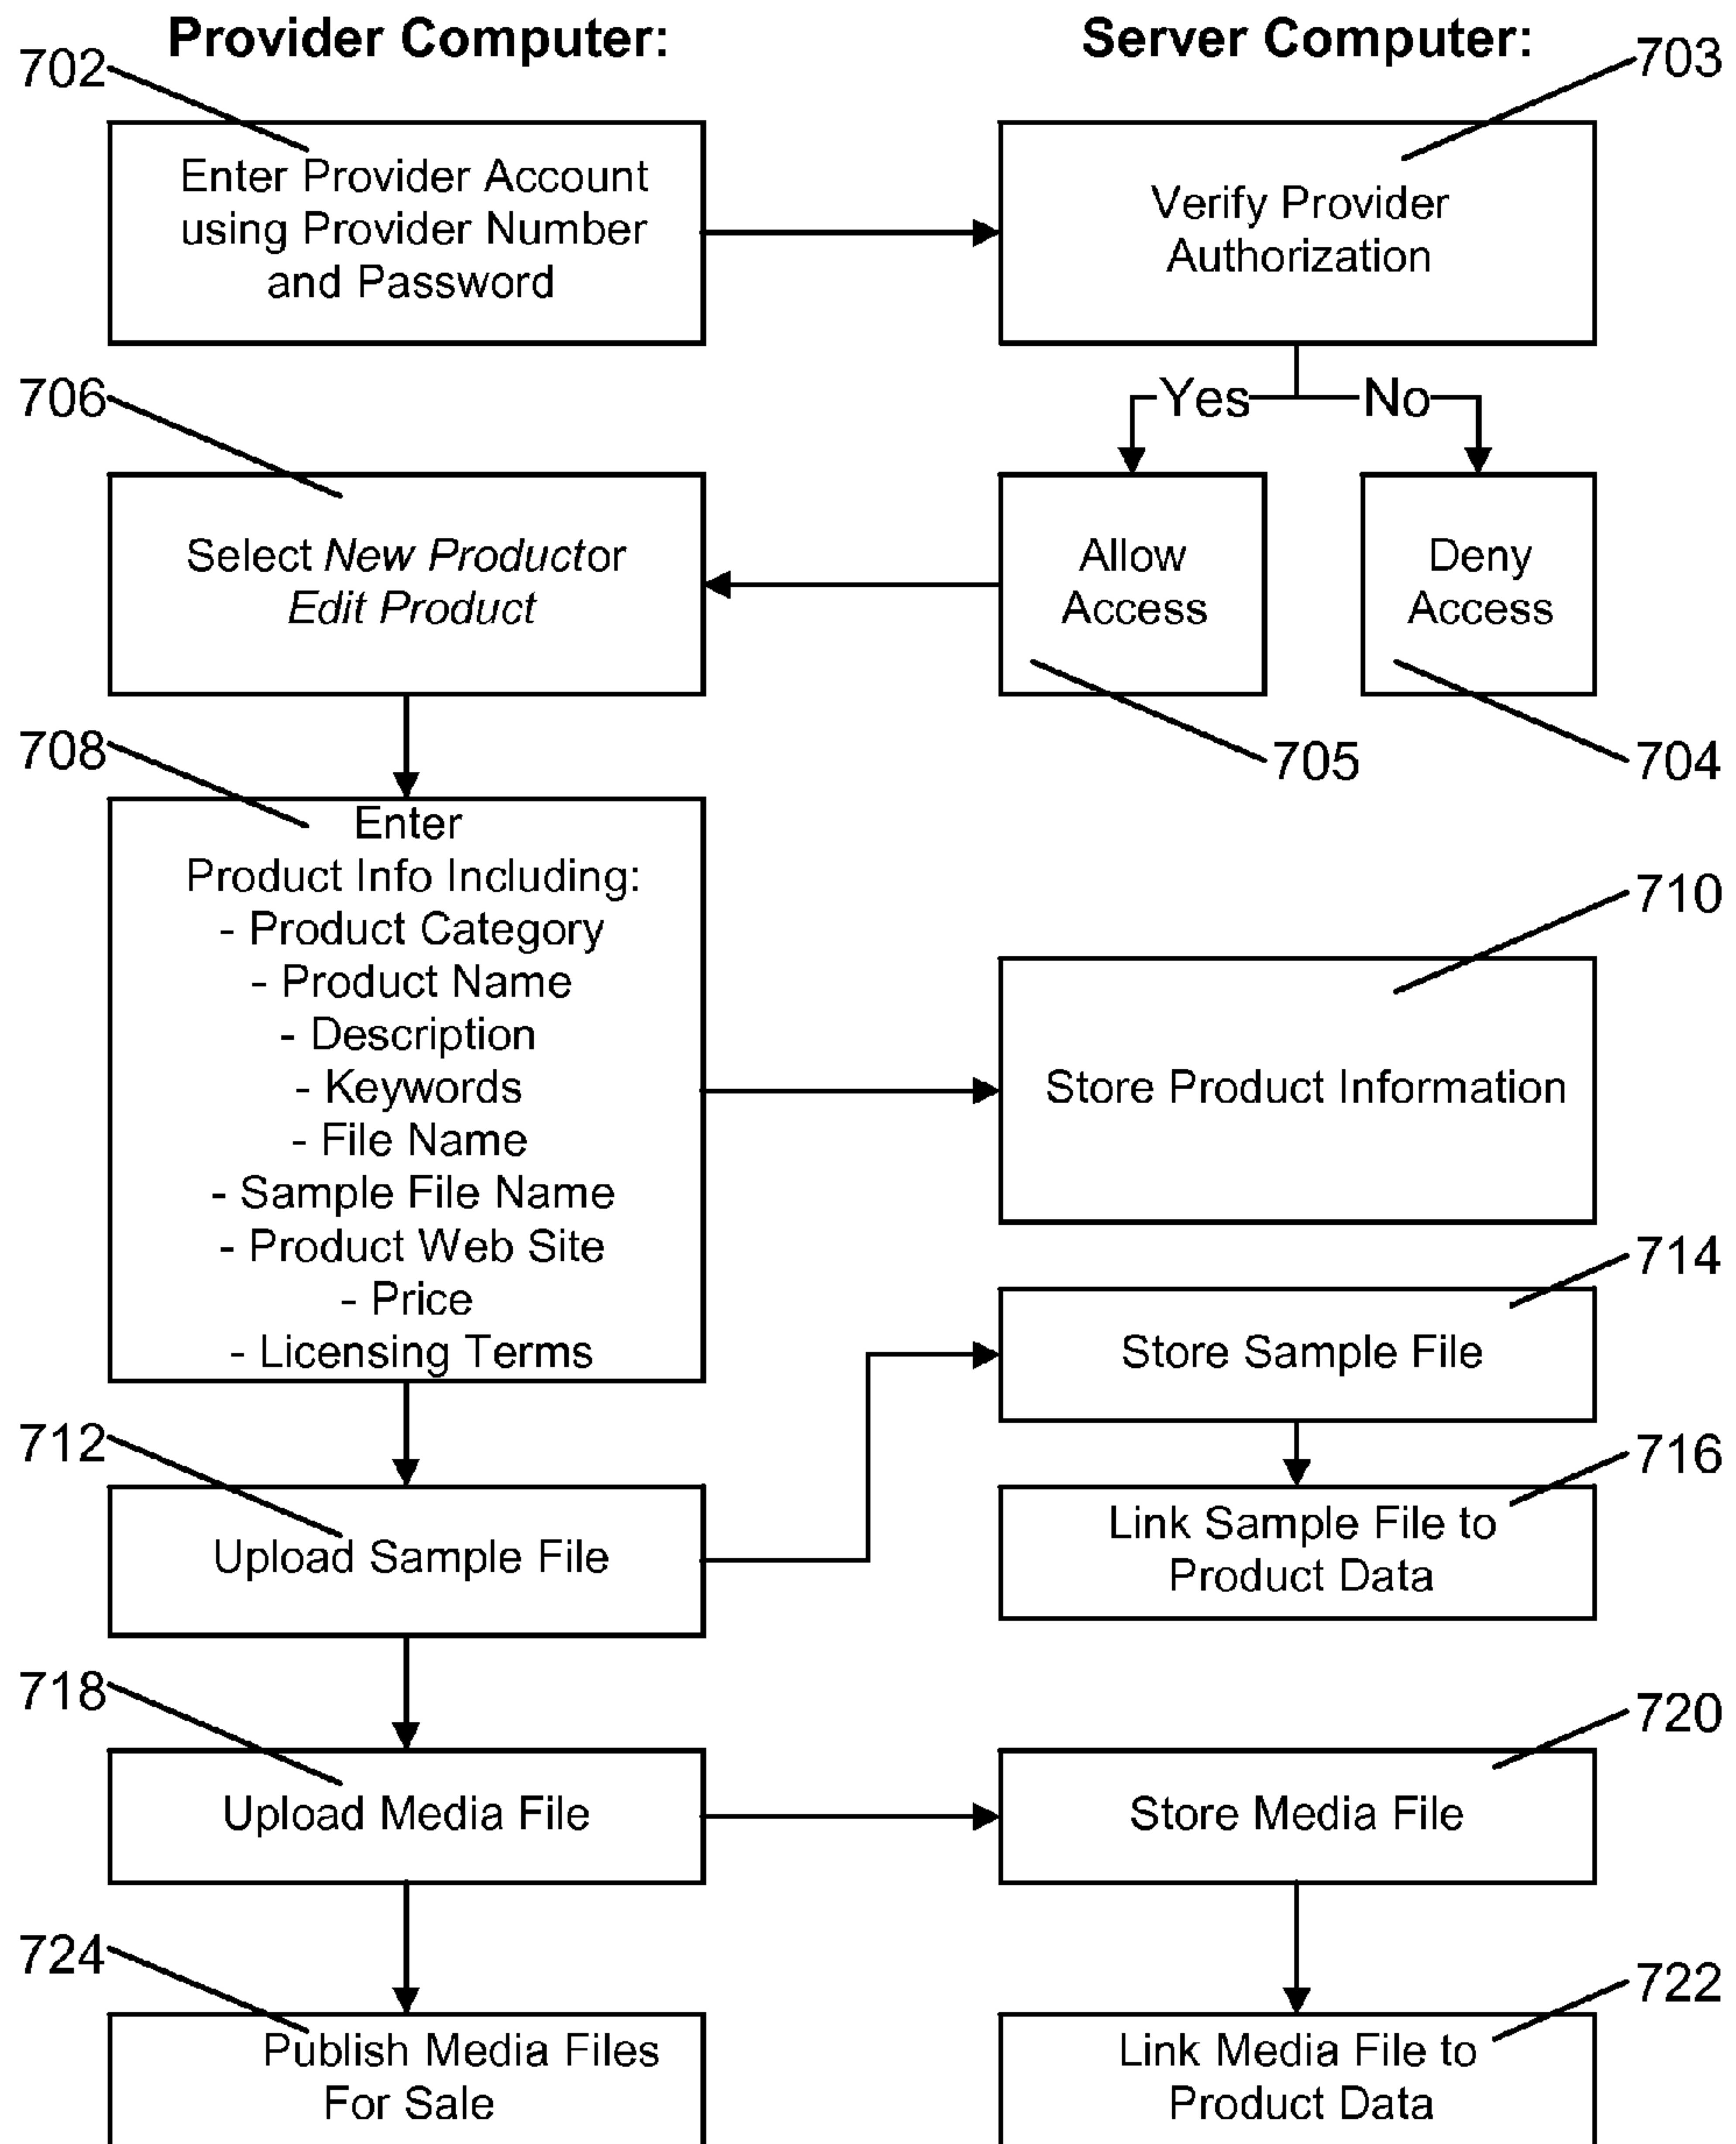 Provider Computer:
Server Computer:
702
703
Enter Provider Account
using Provider Number
and Password
Verify Provider
Authorization
Yes
No
706
Select New Productor
Edit Product
Allow
Access
Deny
Access
705
704
708
Enter
Product Info Including:
- Product Category
- Product Name
- Description
- Keywords
- File Name
- Sample File Name
- Product Web Site
- Price
- Licensing Terms
710
Store Product Information
714
Store Sample File
712
Upload Sample File
716
Link Sample File to
Product Data
718
Upload Media File
720
Store Media File
724
Publish Media Files
For Sale
722
Link Media File to
Product Data